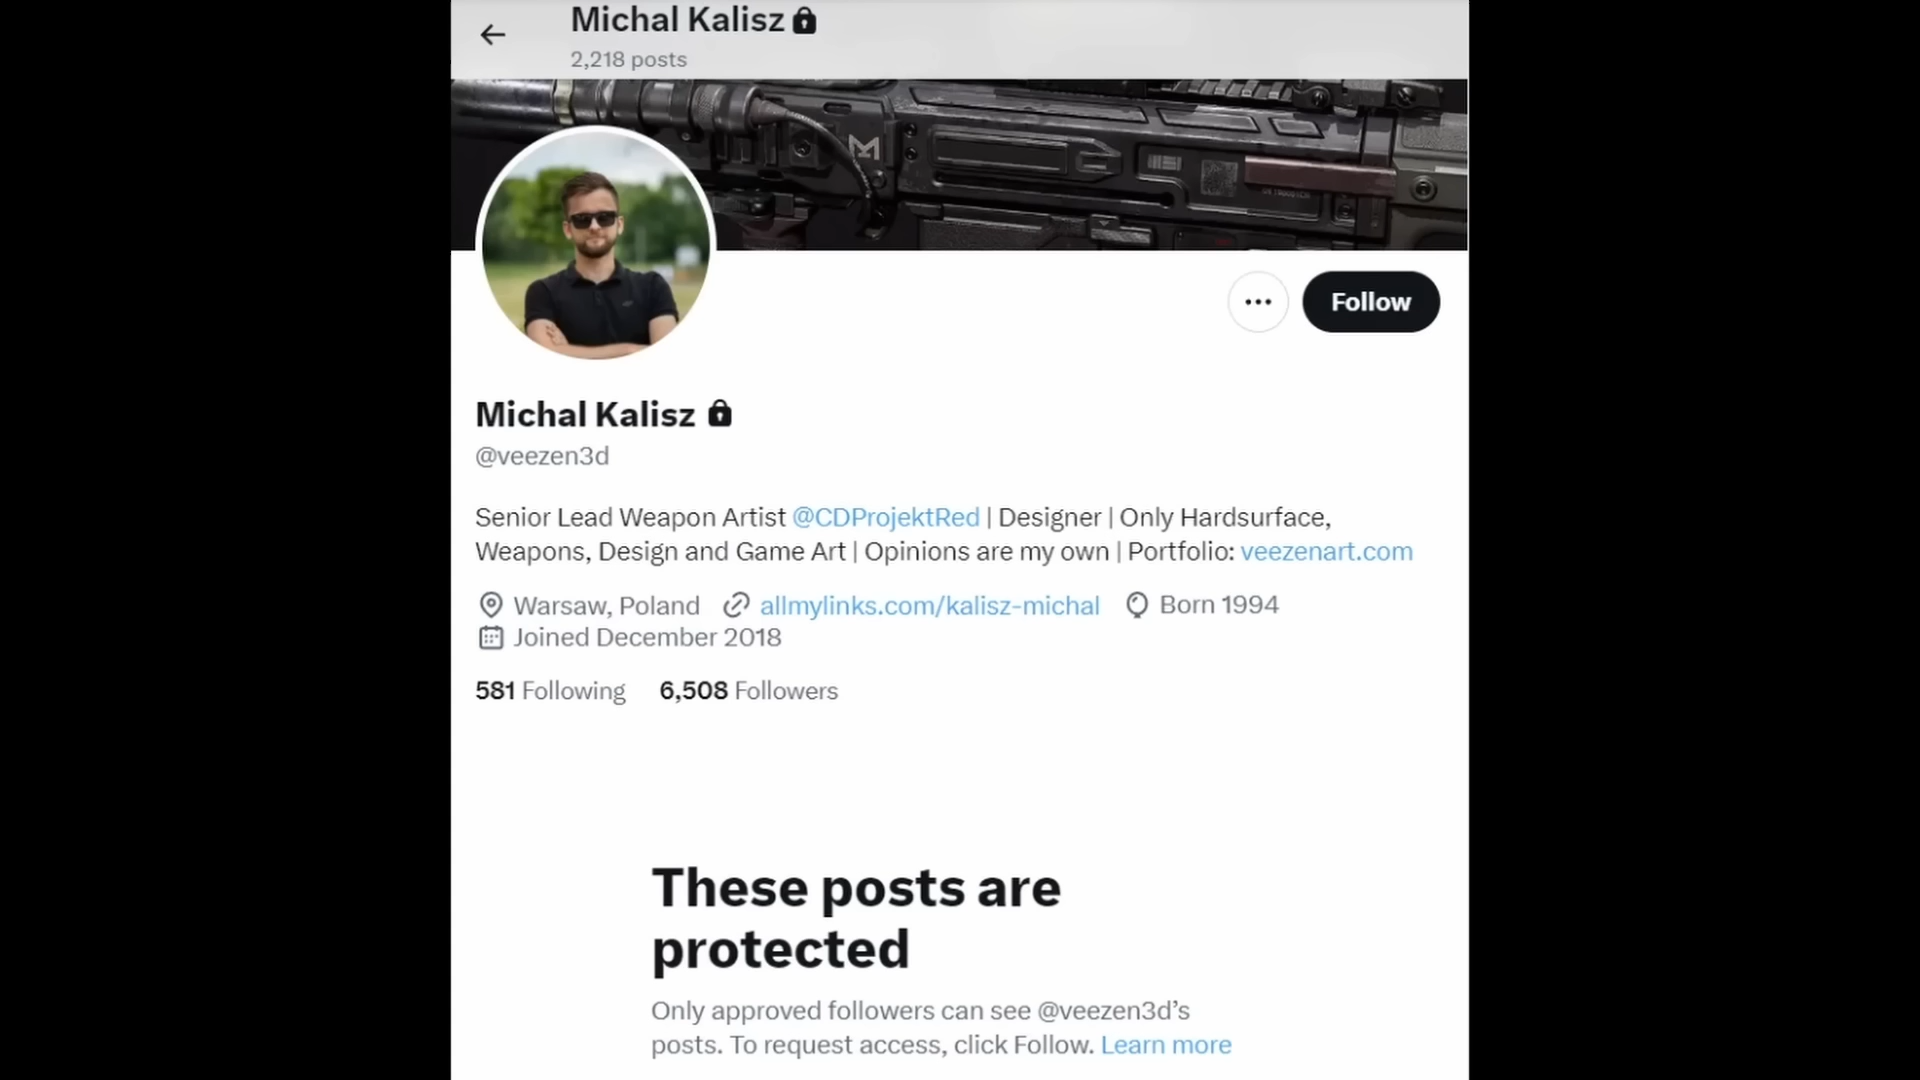 Michal Kalisz
2,218 posts
M
Follow
Michal Kalisz
@veezen3d
Senior Lead Weapon Artist @CDProjektRed | Designer | Only Hardsurface,
Weapons, Design and Game Art | Opinions are my own | Portfolio: veezenart.com
Warsaw, Poland allmylinks.com/kalisz-michal Born 1994
Joined December 2018
581 Following 6,508 Followers
These posts are
protected
Only approved followers can see @veezen3d’s
posts. To request access, click Follow. Learn more